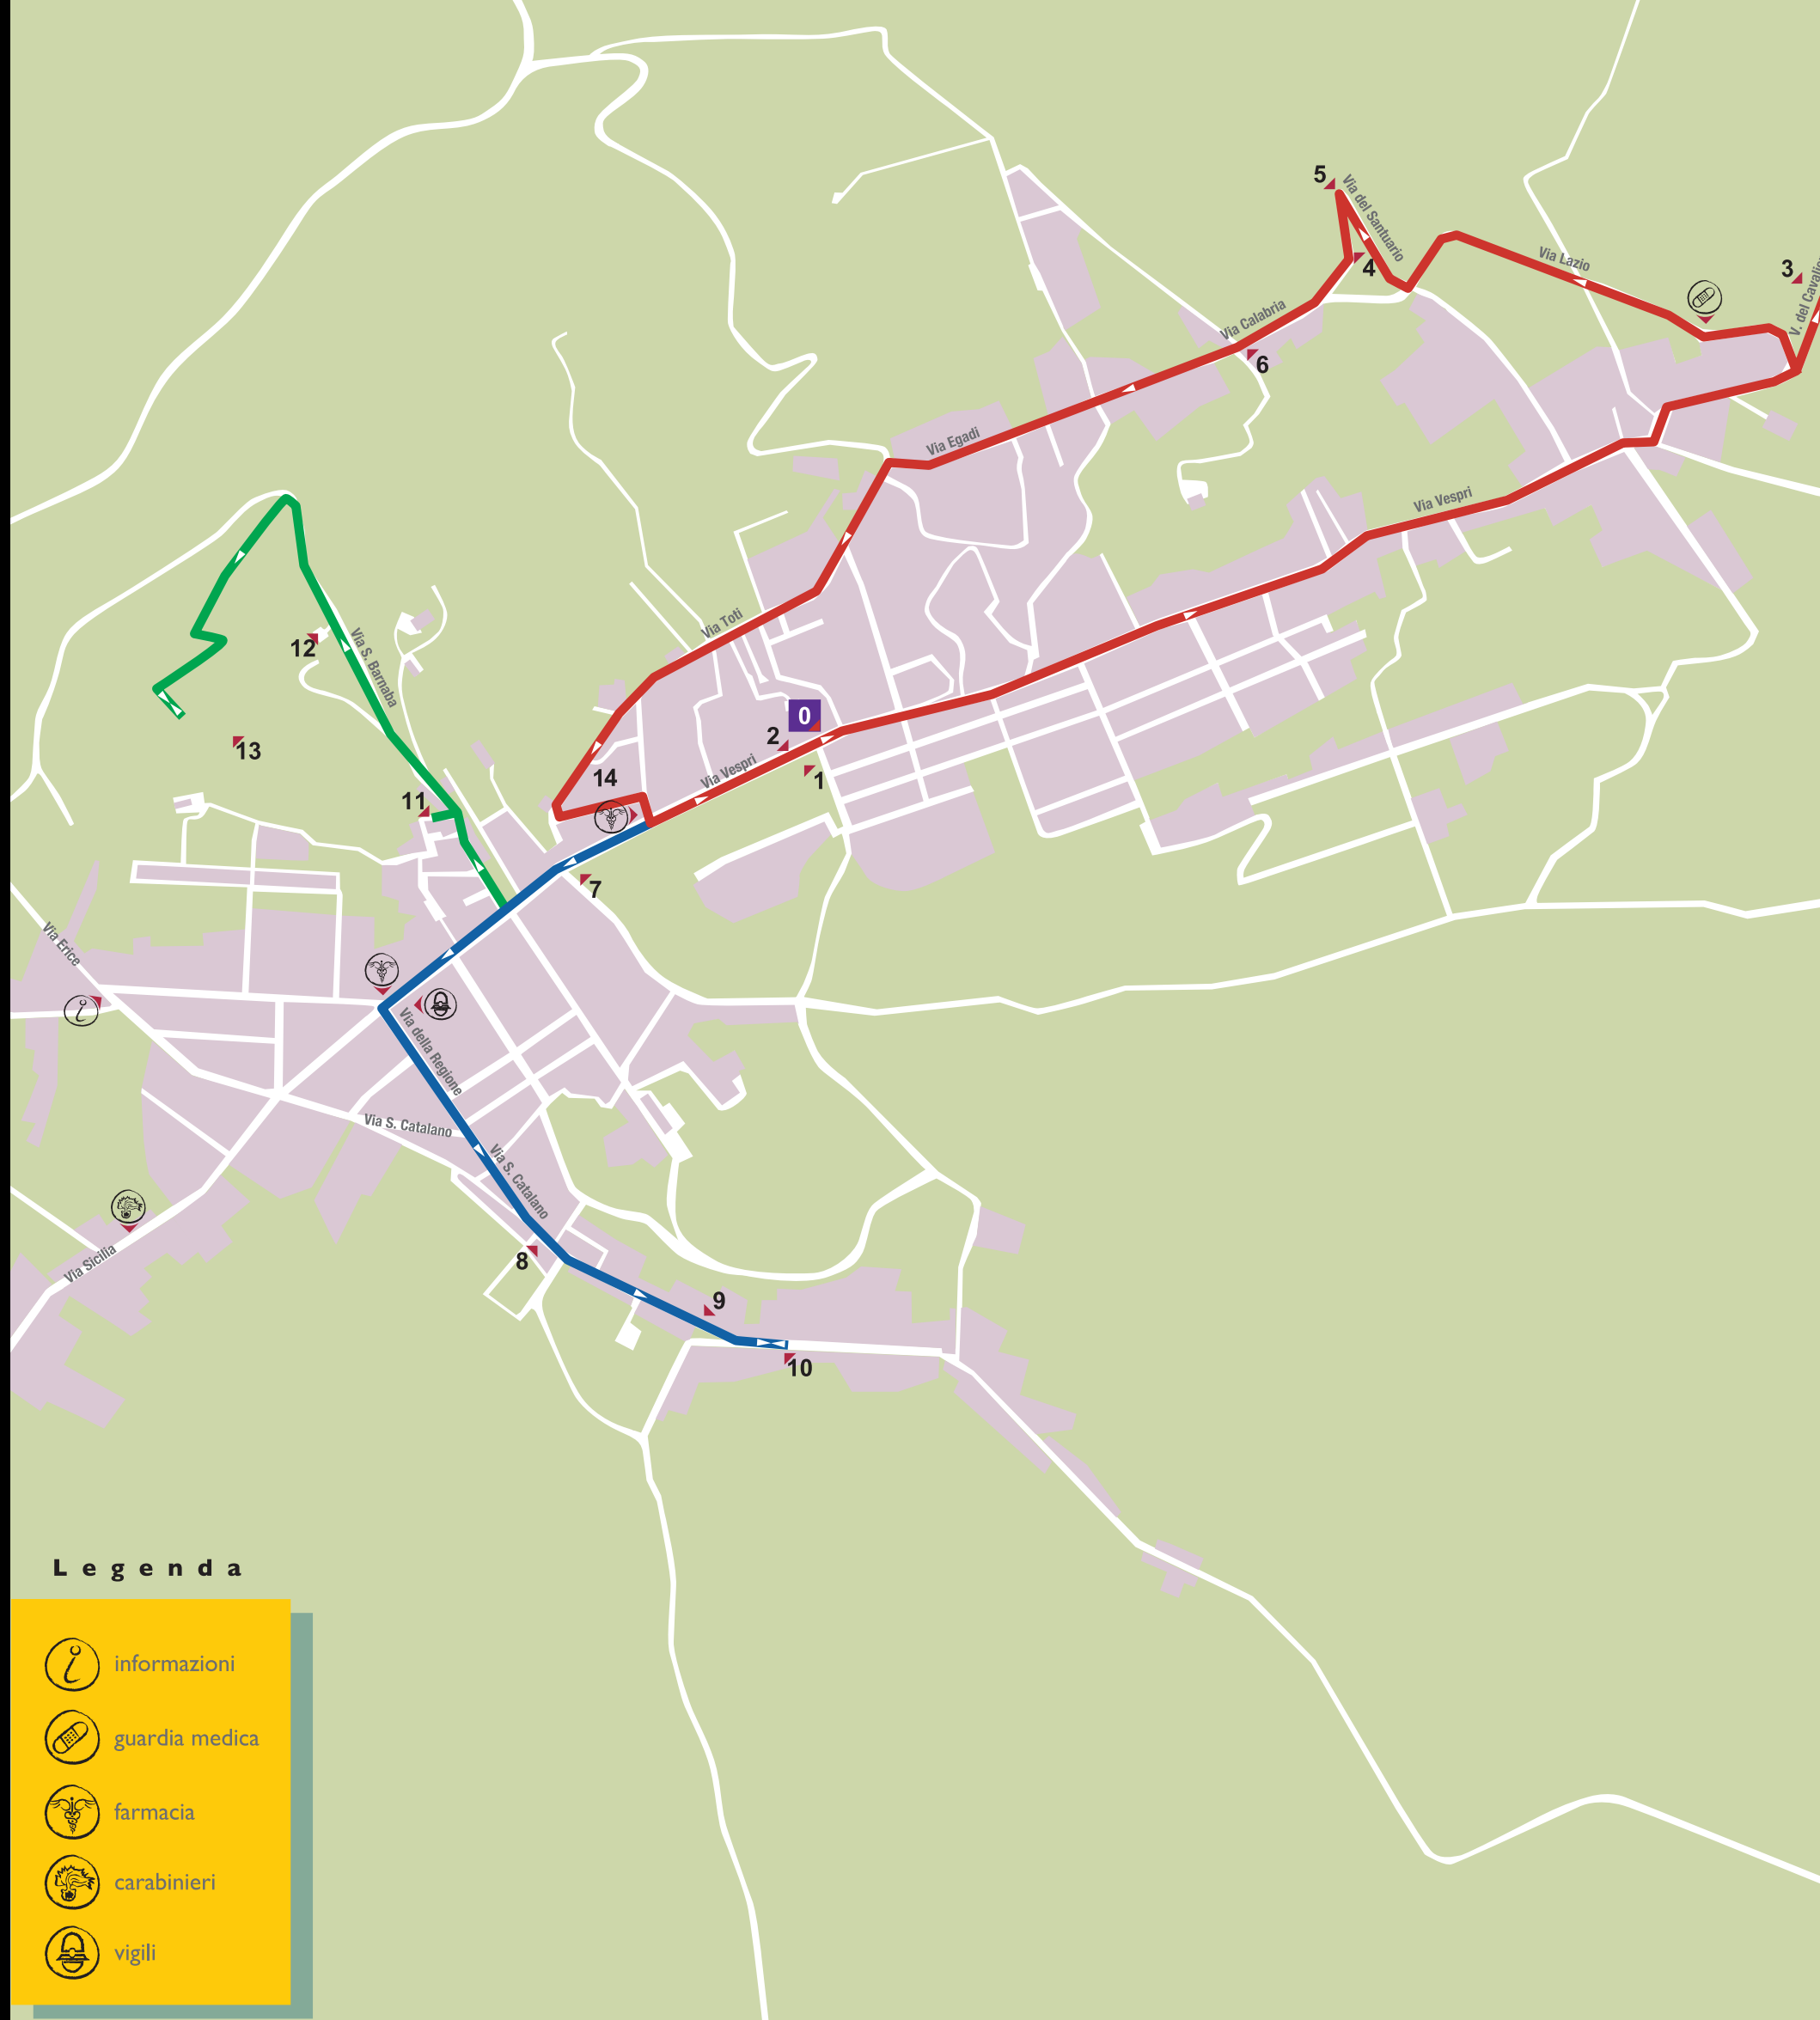 5
Via del Santuario
4
Via Lazio
3
V. del Cavalie
Via Calabria
6
Via Egadi
Via Vespri
Via Toti
12
Via S. Barnaba
0
2
13
Via Vespri
14
1
11
7
Via Erice
Via della Regione
Via S. Catalano
Via S. Catalano
Via Sicilia
8
9
10
Legenda
informazioni
guardia medica
farmacia
carabinieri
vigili